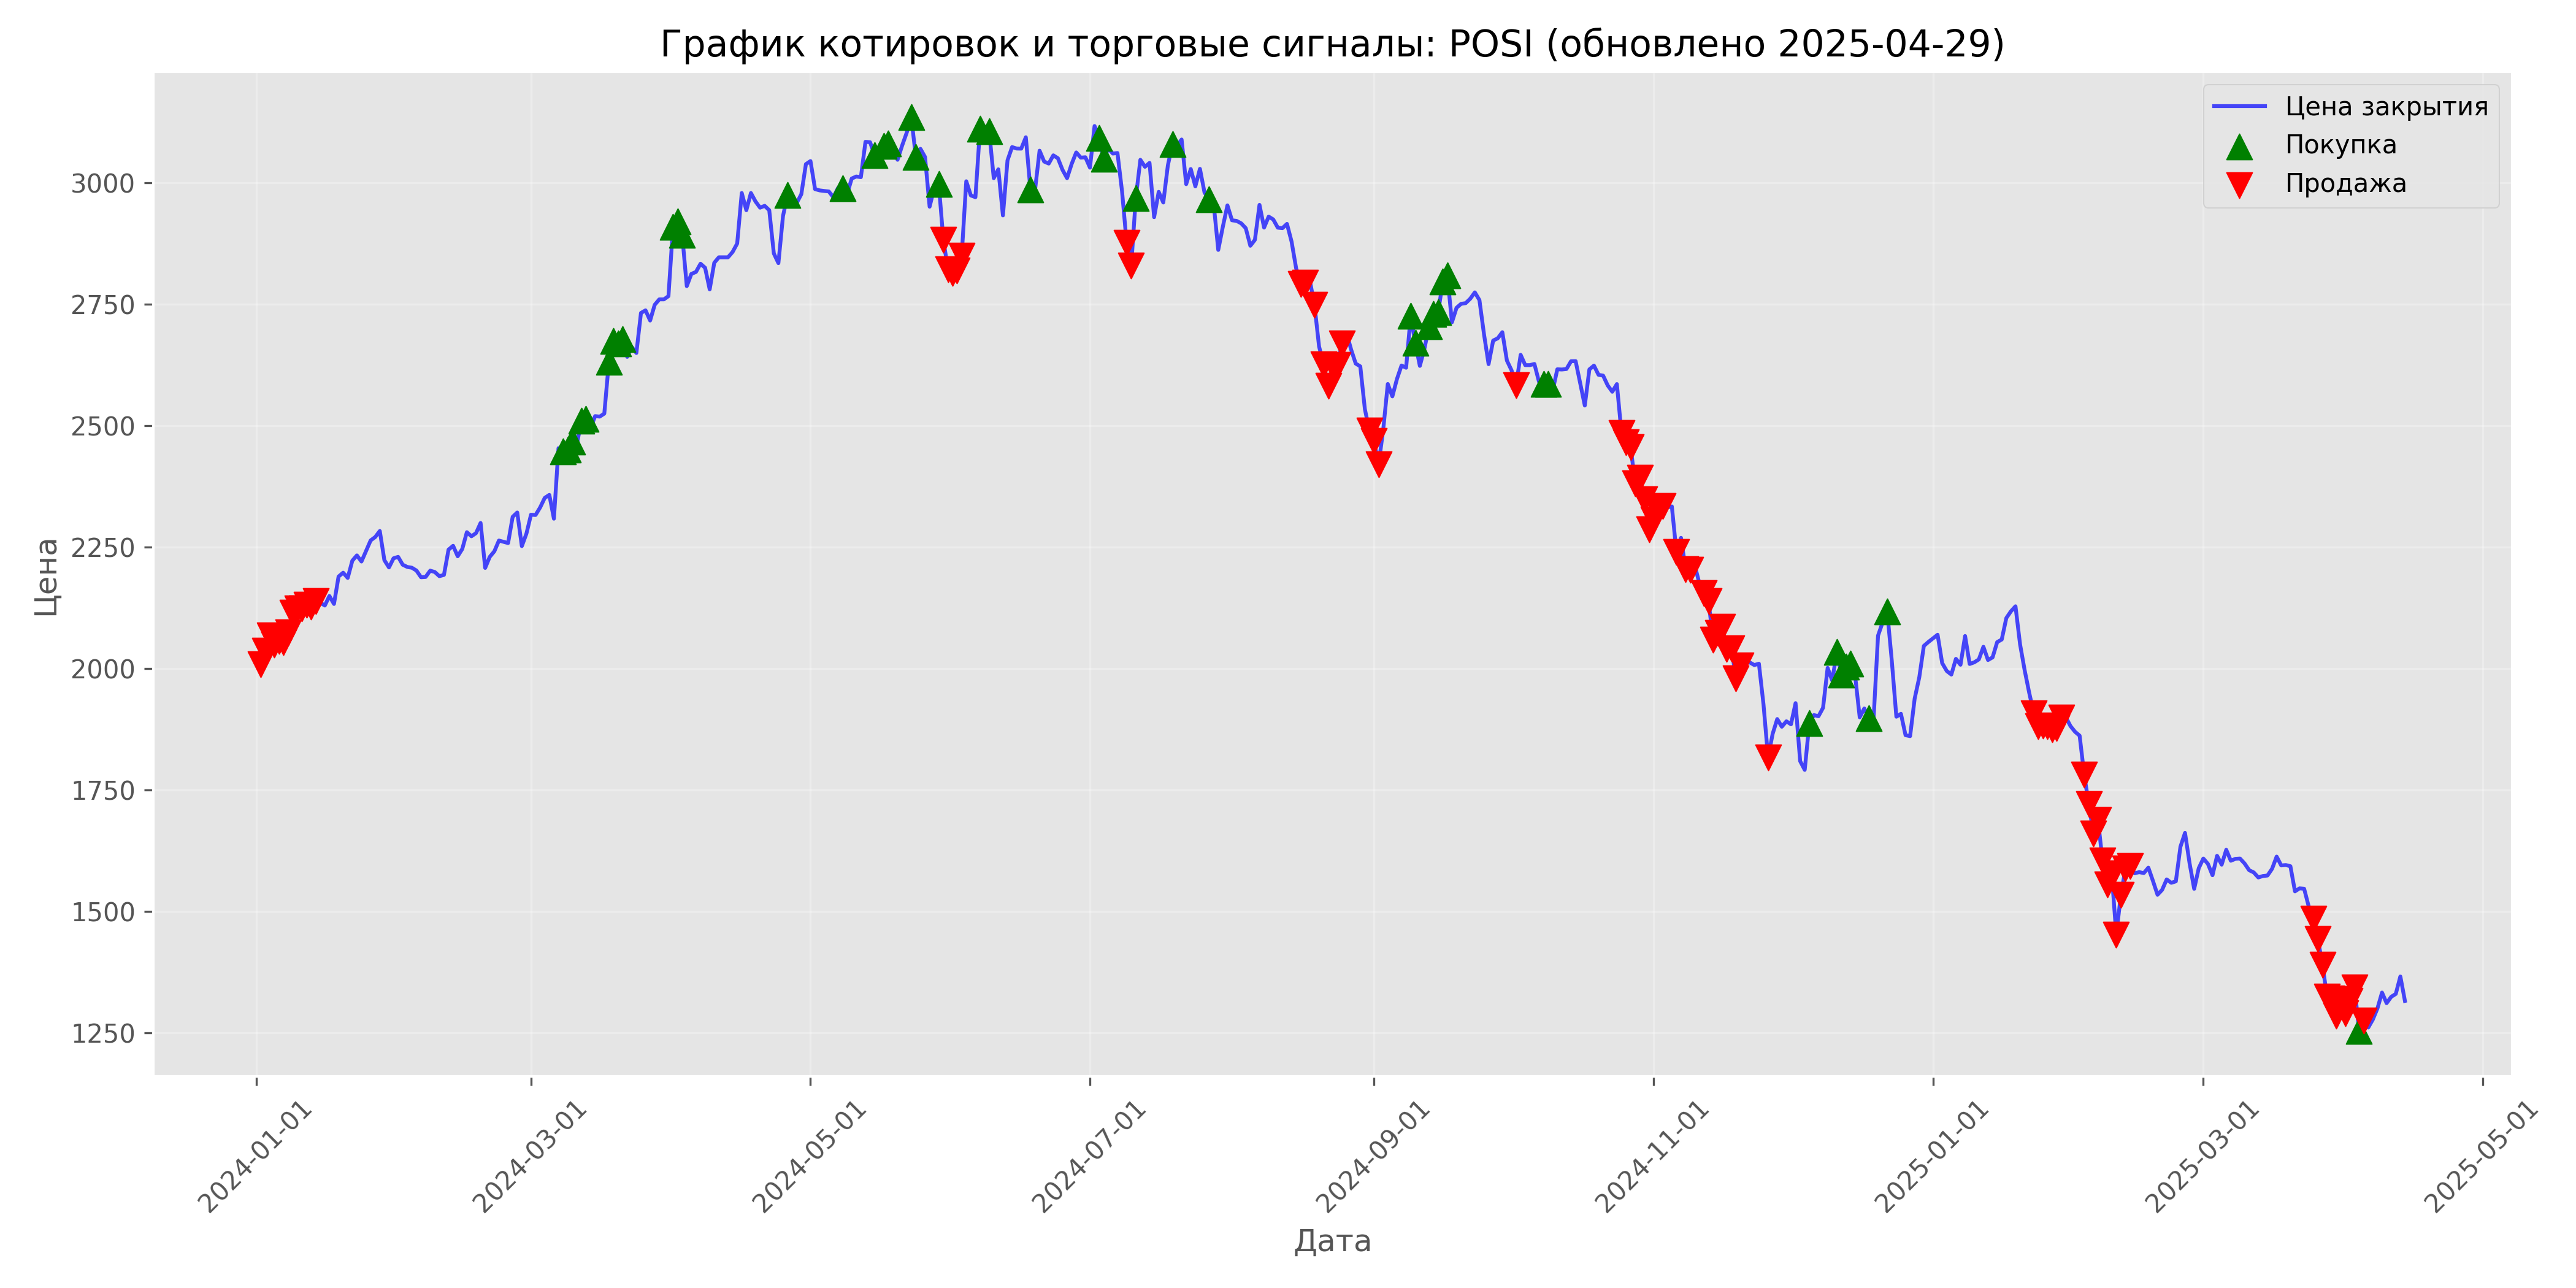 График котировок и торговые сигналы: POSI (обновлено 2025-04-29)
Цена закрытия
Покупка
Продажа
Цена
3000
2750
2500
2250
2000
1750
1500
1250
2024-01-01
2024-03-01
2024-05-01
2024-07-01
2024-09-01
2024-11-01
2025-01-01
2025-03-01
2025-05-01
Дата